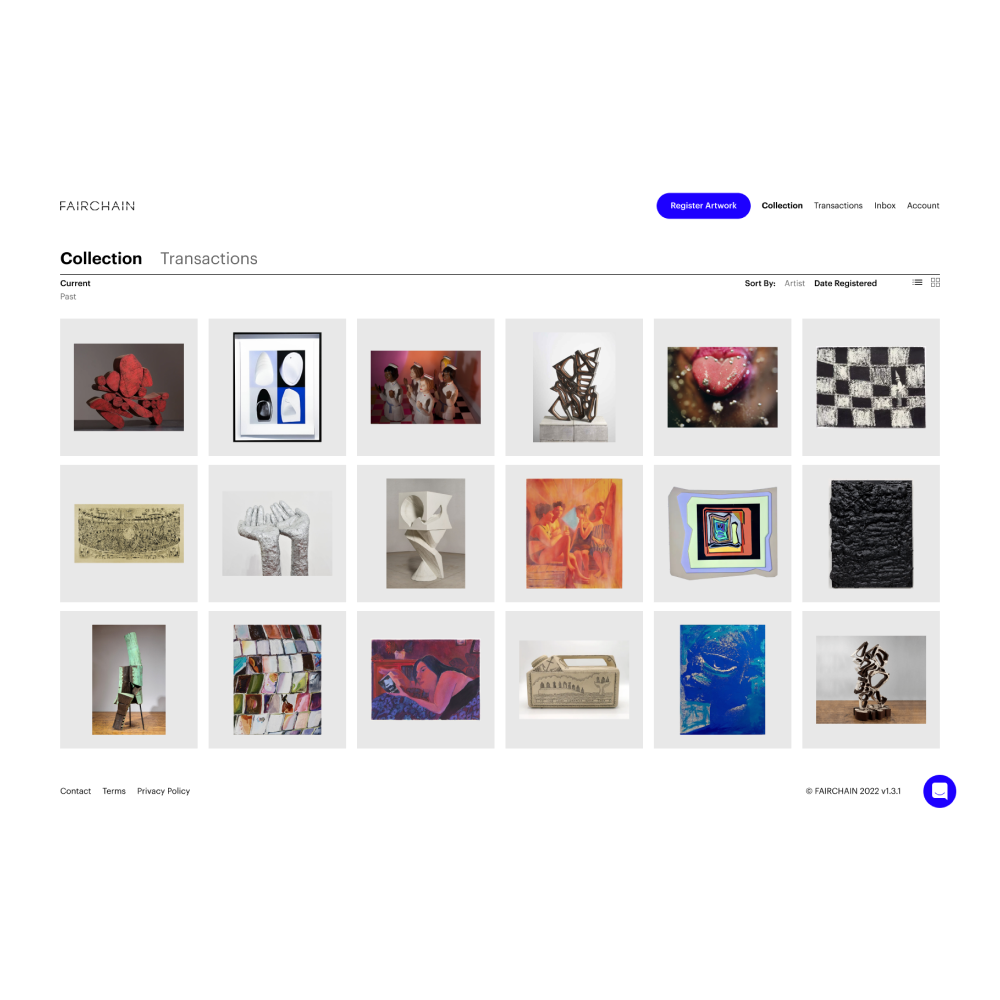 FAIRCHAIN
Register Artwork Collection Transactions Inbox Account
Collection Transactions
Current
Past
Sort By: Artist Date Registered
Contact Terms Privacy Policy
© FAIRCHAIN 2022 v1.3.1